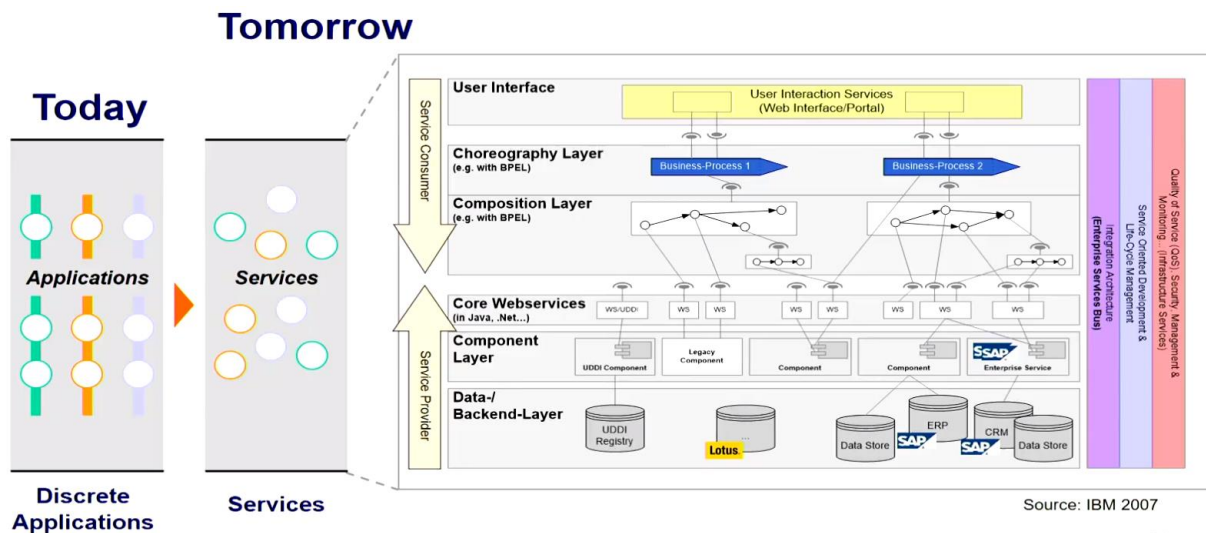 Tomorrow
Today
Applications
Discrete
Applications
Services
Services
Service Consumer
Service Provider
User Interface
User Interaction Services
(Web Interface/Portal)
Choreography Layer
(e.g. with BPEL)
Business-Process 1
Business-Process 2
Composition Layer
(e.g. with BPEL)
Core Webservices
(in Java, .Net...)
WS/UDDI
WS
WS
WS
WS
WS
WS
WS
Component
Layer
UDDI Component
Legacy
Component
Component
Component
SSAP
Enterprise Service
Data-/
Backend-Layer
UDDI
Registry
...
Lotus.
Data Store
ERP
SAP
CRM
SAP
Data Store
Integration Architecture
(Enterprise Services Bus)
Service Oriented Development &
Life-Cycle Management
Quality of Service (QoS), Security, Management &
Monitoring... (Infrastructure Services)
Source: IBM 2007